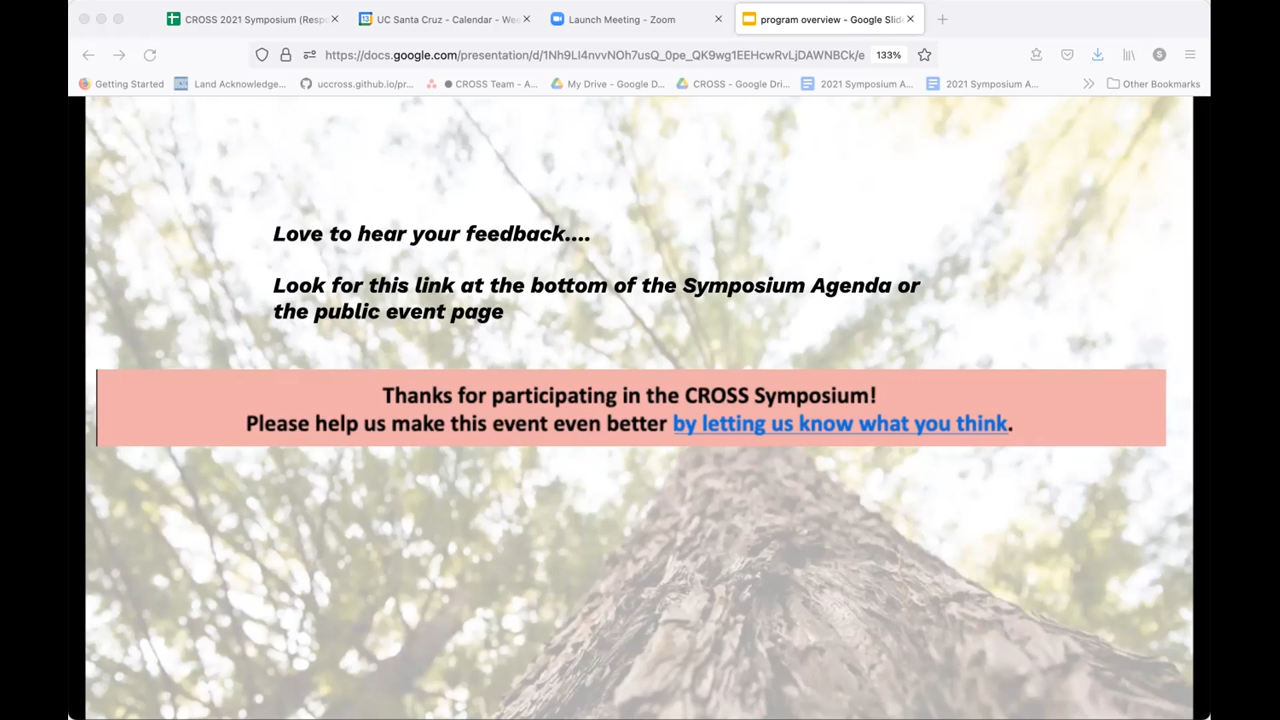 CROSS 2021 Symposium (Resp
UC Santa Cruz - Calendar - Wee
Launch Meeting - Zoom
program overview - Google Slide
https://docs.google.com/presentation/d/1Nh9LI4nvvNOh7usQ_0pe_QK9wg1EEHcwRvLjDAWNBCk/e
133%
S
Getting Started
Land Acknowledge...
uccross.github.io/pr...
CROSS Team - A...
My Drive - Google D...
CROSS - Google Dri...
2021 Symposium A...
2021 Symposium A...
Other Bookmarks
Love to hear your feedback....
Look for this link at the bottom of the Symposium Agenda or
the public event page
Thanks for participating in the CROSS Symposium!
Please help us make this event even better by letting us know what you think.